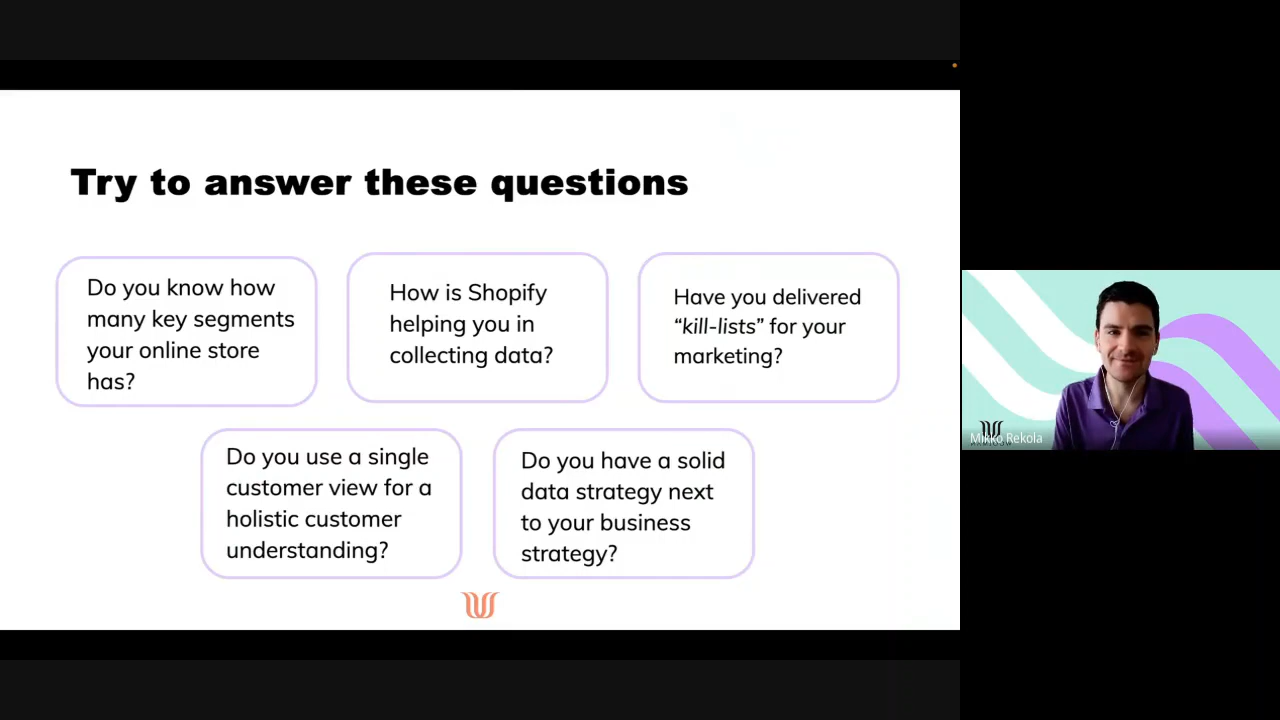 Try to answer these questions
Do you know how
many key segments
your online store
has?
How is Shopify
helping you in
collecting data?
Have you delivered
“kill-lists” for your
marketing?
Do you use a single
customer view for a
holistic customer
understanding?
Do you have a solid
data strategy next
to your business
strategy?
Mikko Rekola